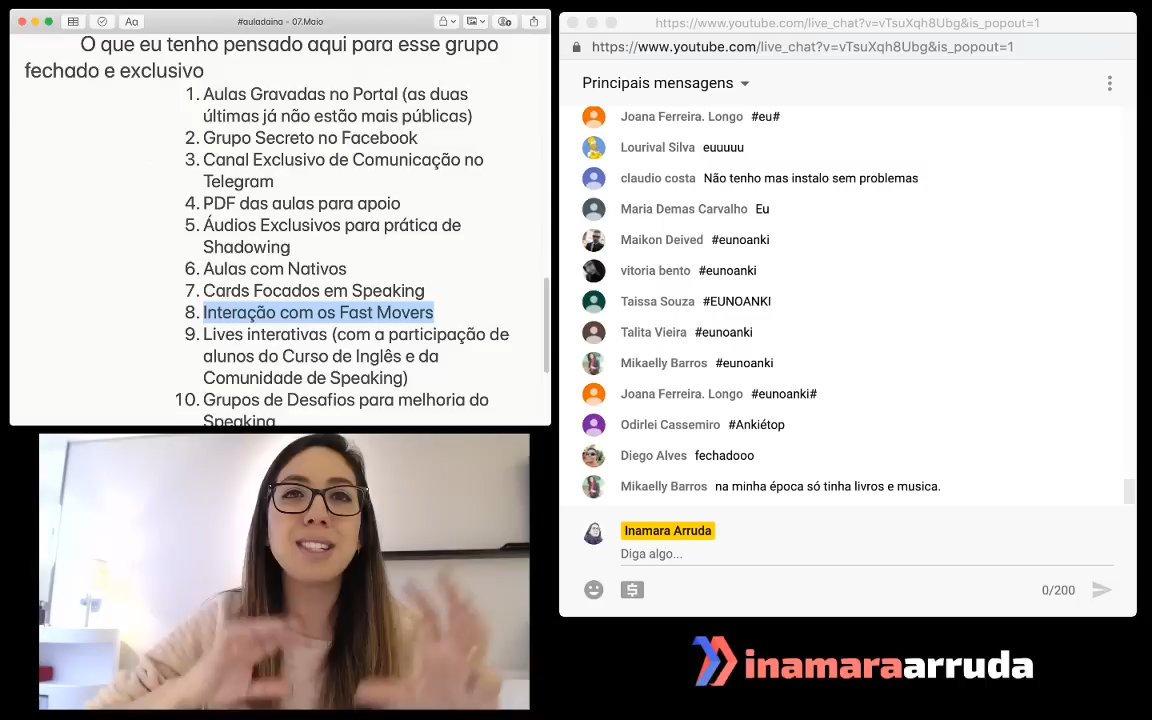 Aa
#auladaina - 07.Maio
O que eu tenho pensado aqui para esse grupo
fechado e exclusivo
1. Aulas Gravadas no Portal (as duas
últimas já não estão mais públicas)
2. Grupo Secreto no Facebook
3. Canal Exclusivo de Comunicação no
Telegram
4. PDF das aulas para apoio
5. Áudios Exclusivos para prática de
Shadowing
6. Aulas com Nativos
7. Cards Focados em Speaking
8. Interação com os Fast Movers
9. Lives interativas (com a participação de
alunos do Curso de Inglês e da
Comunidade de Speaking)
10. Grupos de Desafios para melhoria do
Speaking
https://www.youtube.com/live_chat?v=vTsuXqh8Ubg&is_popout=1
https://www.youtube.com/live_chat?v=vTsuXqh8Ubg&is_popout=1
Principais mensagens
Joana Ferreira. Longo #eu#
Lourival Silva euuuuu
claudio costa Não tenho mas instalo sem problemas
Maria Demas Carvalho Eu
Maikon Deived #eunoanki
vitoria bento #eunoanki
Taissa Souza #EUNOANKI
Talita Vieira #eunoanki
Mikaelly Barros #eunoanki
Joana Ferreira. Longo #eunoanki#
Odirlei Cassemiro #Ankiétop
Diego Alves fechadooo
Mikaelly Barros na minha época só tinha livros e musica.
Inamara Arruda
Diga algo...
0/200
inamaraarruda